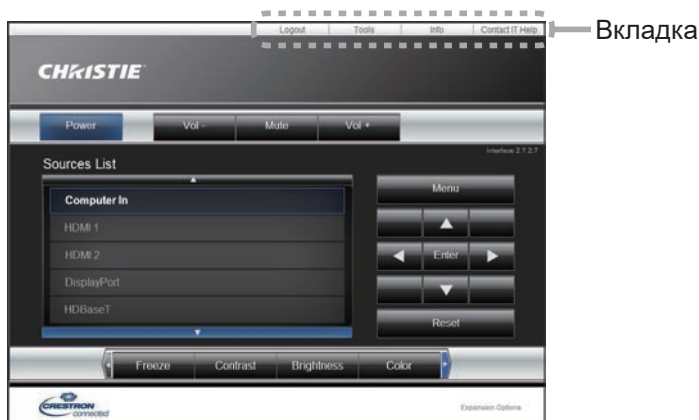 Logout Tools Info Contact IT Help
Вкладка
CHRISTIE
Power Vol - Mute Vol +
Interface 2.7.2.7
Sources List
Menu
Computer In
HDMI 1
HDMI 2
Enter
DisplayPort
HDBaseT
Reset
Freeze Contrast Brightness Color
CRESTRON
connected
Expansion Options